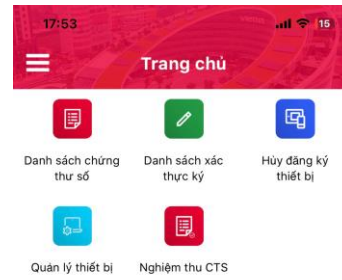 17:53
15
Trang chủ
Danh sách chứng
thư số
Danh sách xác
thực ký
Hủy đăng ký
thiết bị
Quản lý thiết bị
Nghiệm thu CTS